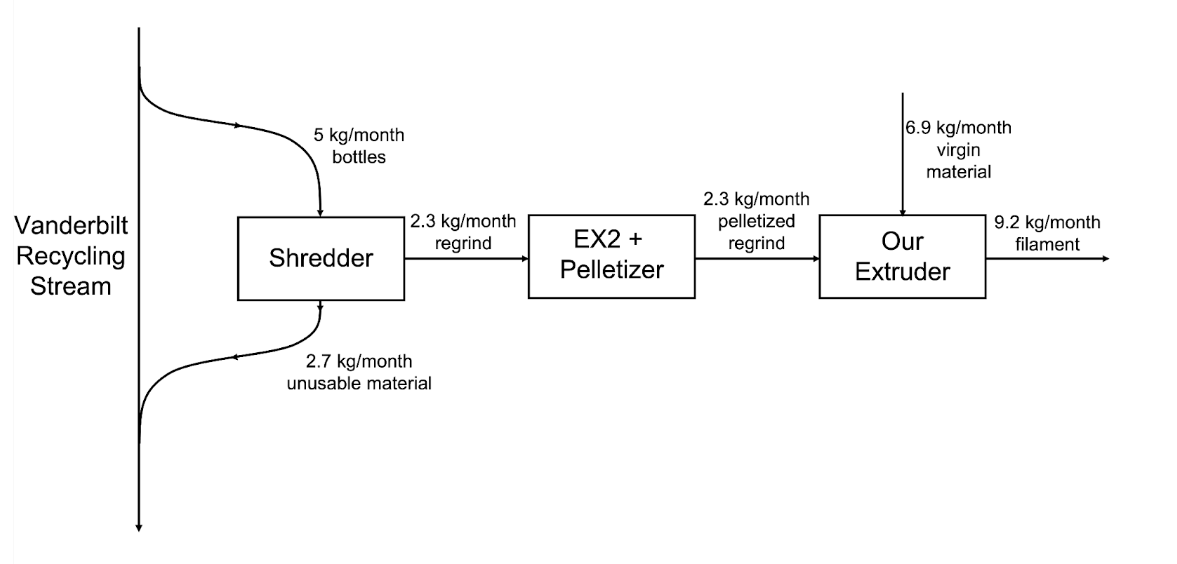 5 kg/month
bottles
Vanderbilt
Recycling
Stream
Shredder
2.7 kg/month
unusable material
2.3 kg/month
regrind
EX2 +
Pelletizer
2.3 kg/month
pelletized
regrind
6.9 kg/month
virgin
material
Our
Extruder
9.2 kg/month
filament